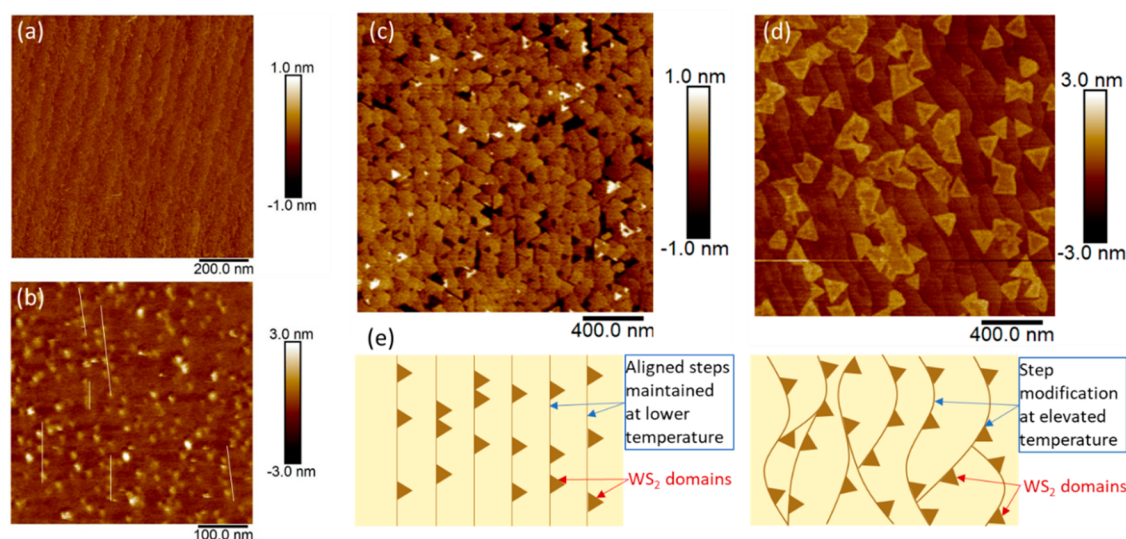 (a)
1.0 nm
-1.0 nm
200.0 nm
(b)
3.0 nm
-3.0 nm
100.0 nm
(c)
1.0 nm
-1.0 nm
400.0 nm
(d)
3.0 nm
-3.0 nm
400.0 nm
(e)
Aligned steps
maintained
at lower
temperature
WS₂ domains
Step
modification
at elevated
temperature
WS₂ domains